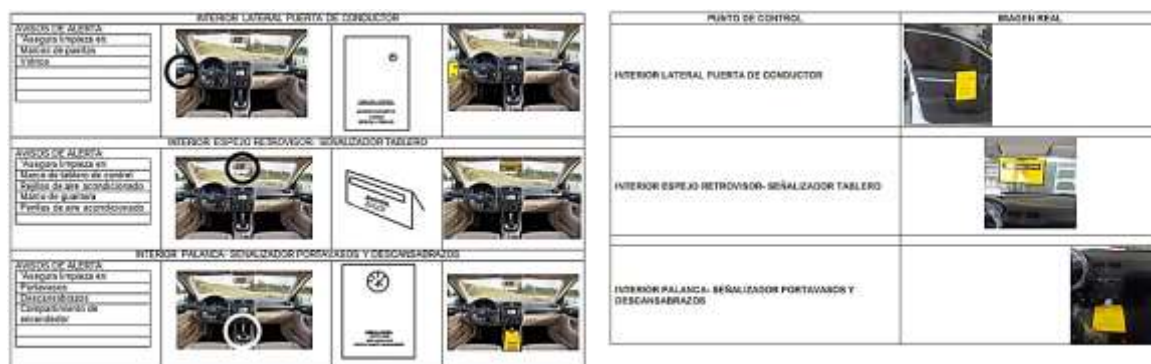 INTERIOR LATERAL PUERTA DE CONDUCTOR
AVISOS DE ALERTA
Asegura limpieza en:
Marcos de puertas
Vidrios
INTERIOR ESPEJO RETROVISOR- SEÑALIZADOR TABLERO
AVISOS DE ALERTA
Asegura limpieza en:
Marco de tablero de control
Rejillas de aire acondicionado
Marco de guantera
Perillas de aire acondicionado
INTERIOR PALANCA- SEÑALIZADOR PORTAVASOS Y DESCANSABRAZOS
AVISOS DE ALERTA
Asegura limpieza en:
Portavasos
Descansabrazos
Compartimiento de
encendedor
PUNTO DE CONTROL
IMAGEN REAL
INTERIOR LATERAL PUERTA DE CONDUCTOR
INTERIOR ESPEJO RETROVISOR- SEÑALIZADOR TABLERO
INTERIOR PALANCA- SEÑALIZADOR PORTAVASOS Y
DESCANSABRAZOS